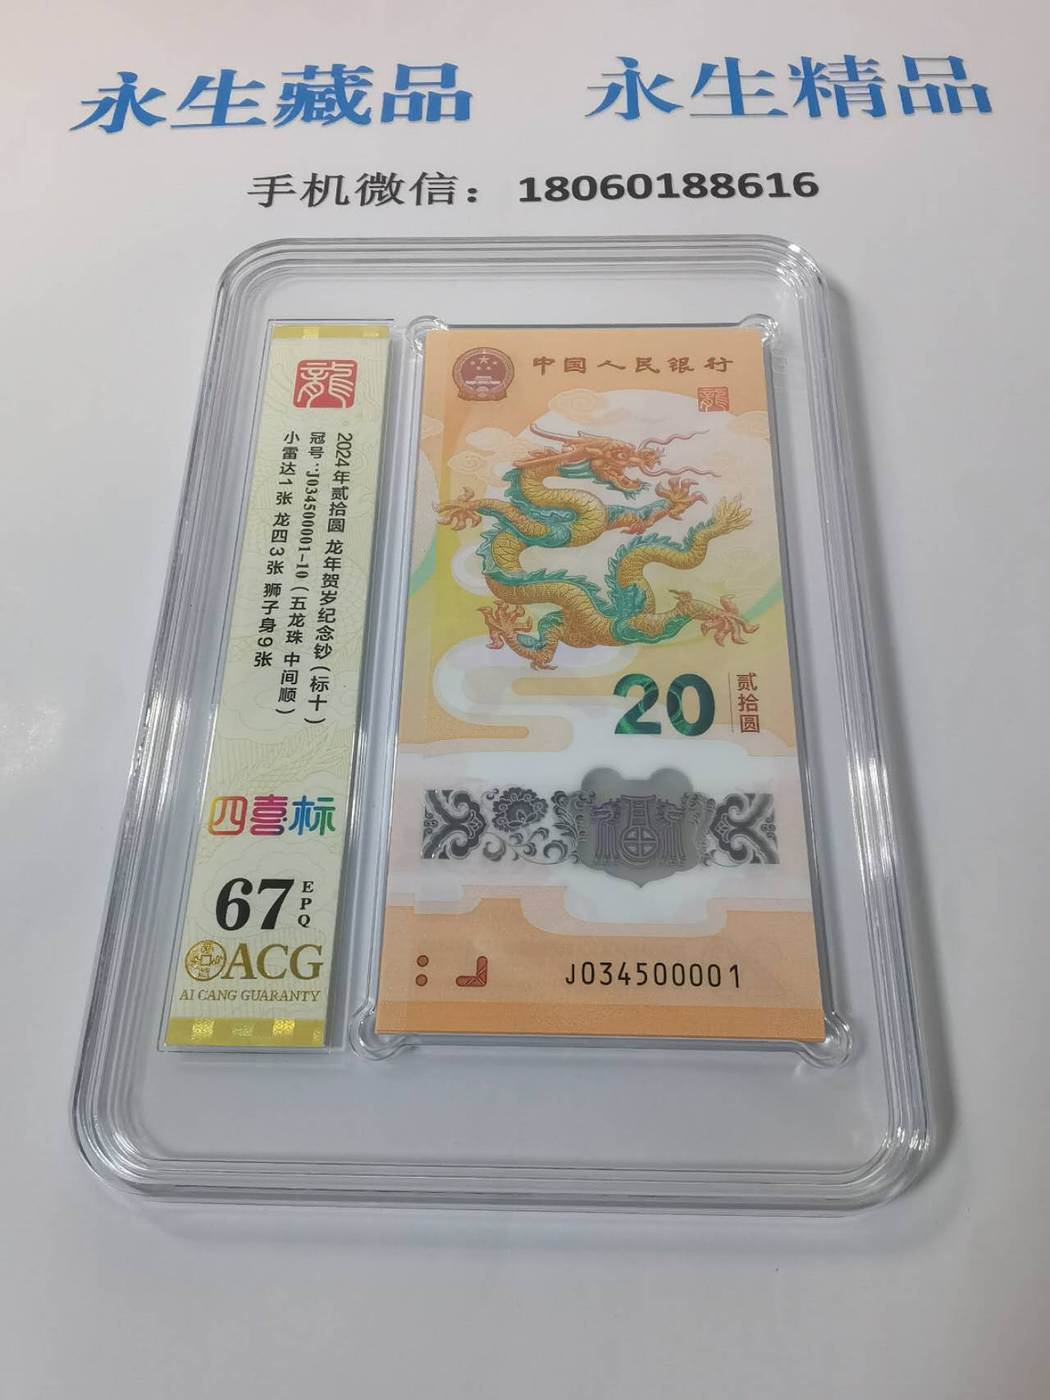 永生藏品 永生精品
手机微信：18060188616
龍
2024年贰拾圆 龙年贺岁纪念钞（标十）
冠号：J034500001-10（五龙珠 中间顺）
小雷达1张 龙四3张 狮子身9张
四喜标
67 EPQ
ACG
AI CANG GUARANTY
中国人民银行
龍
20 贰拾圆
J034500001